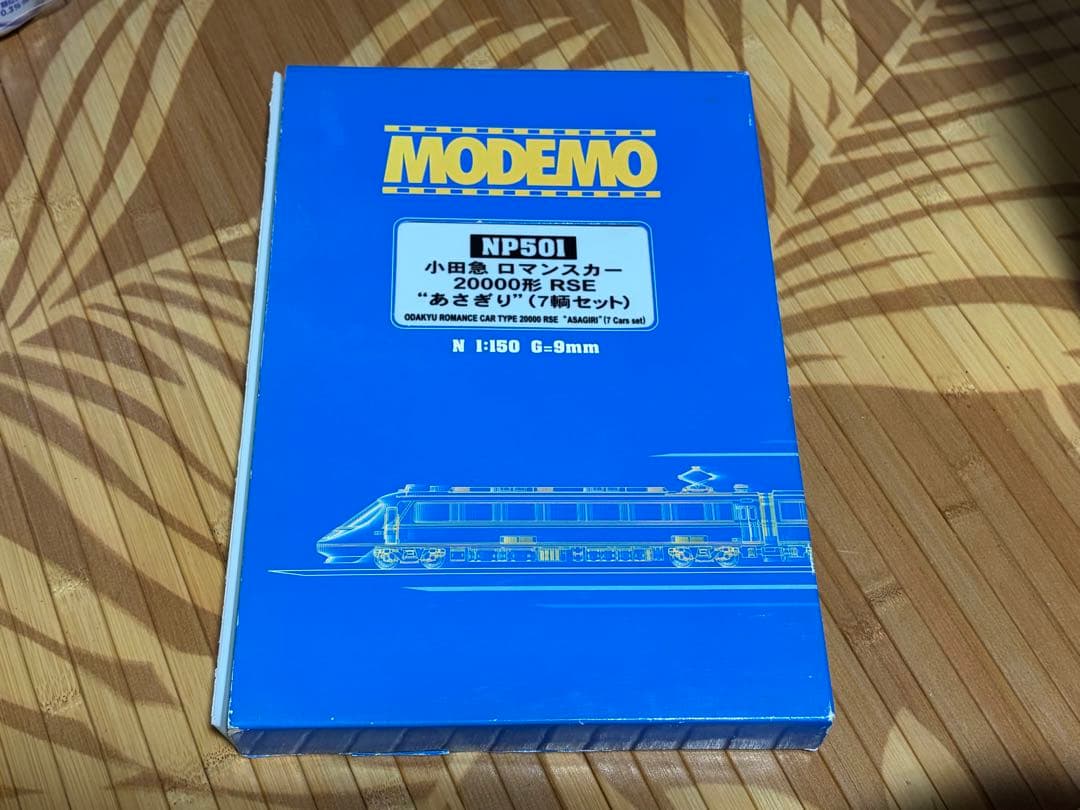 MODEMO
NP501
小田急 ロマンスカー
20000形 RSE
“あさぎり”(7輌セット)
ODAKYU ROMANCE CAR TYPE 20000 RSE “ASAGIRI”(7 Cars set)
N 1:150 G=9mm